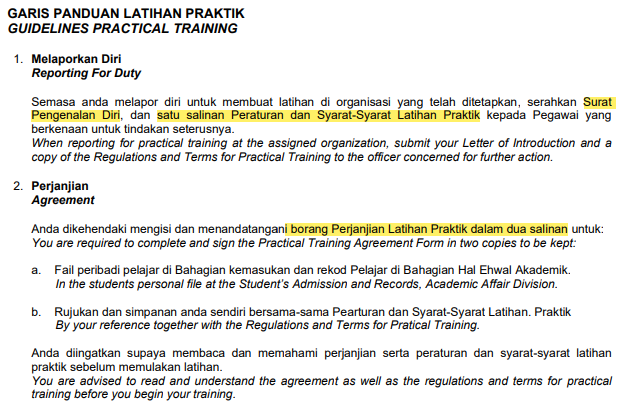 GARIS PANDUAN LATIHAN PRAKTIK
GUIDELINES PRACTICAL TRAINING
1. Melaporkan Diri
Reporting For Duty
Semasa anda melapor diri untuk membuat latihan di organisasi yang telah ditetapkan, serahkan Surat
Pengenalan Diri, dan satu salinan Peraturan dan Syarat-Syarat Latihan Praktik kepada Pegawai yang
berkenaan untuk tindakan seterusnya.
When reporting for practical training at the assigned organization, submit your Letter of Introduction and a
copy of the Regulations and Terms for Practical Training to the officer concerned for further action.
2. Perjanjian
Agreement
Anda dikehendaki mengisi dan menandatangani borang Perjanjian Latihan Praktik dalam dua salinan untuk:
You are required to complete and sign the Practical Training Agreement Form in two copies to be kept:
a. Fail peribadi pelajar di Bahagian kemasukan dan rekod Pelajar di Bahagian Hal Ehwal Akademik.
In the students personal file at the Student's Admission and Records, Academic Affair Division.
b. Rujukan dan simpanan anda sendiri bersama-sama Pearturan dan Syarat-Syarat Latihan. Praktik
By your reference together with the Regulations and Terms for Pratical Training.
Anda diingatkan supaya membaca dan memahami perjanjian serta peraturan dan syarat-syarat latihan
praktik sebelum memulakan latihan.
You are advised to read and understand the agreement as well as the regulations and terms for practical
training before you begin your training.